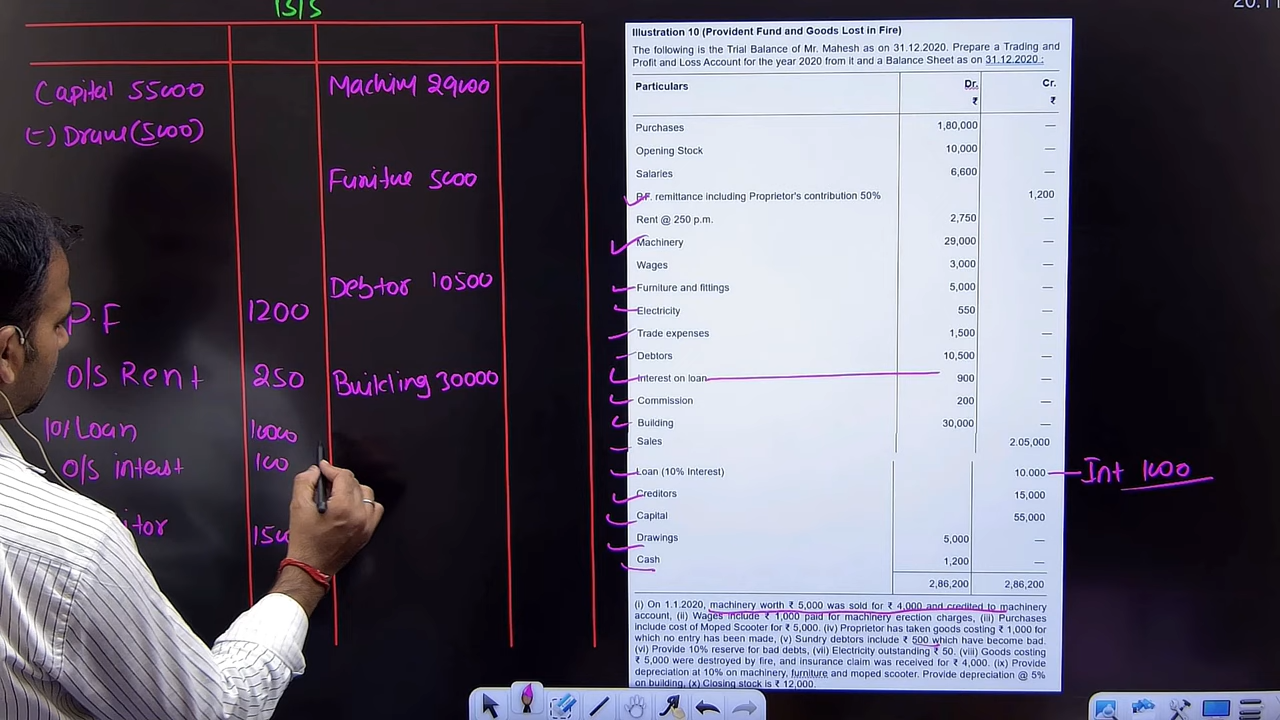 B/S
Capital 55000
(-) Draw (5000)
P.F 1200
O/S Rent 250
10% Loan 10000
O/S interst 100
Machiny 29000
Furnitue 5000
Debtor 10500
Building 30000
Illustration 10 (Provident Fund and Goods Lost in Fire)
The following is the Trial Balance of Mr. Mahesh as on 31.12.2020. Prepare a Trading and
Profit and Loss Account for the year 2020 from it and a Balance Sheet as on 31.12.2020 :
Particulars Dr. Cr.
₹ ₹
Purchases 1,80,000 —
Opening Stock 10,000 —
Salaries 6,600 —
P.F. remittance including Proprietor's contribution 50% 1,200
Rent @ 250 p.m. 2,750 —
Machinery 29,000 —
Wages 3,000 —
Furniture and fittings 5,000 —
Electricity 550 —
Trade expenses 1,500 —
Debtors 10,500 —
Interest on loan 900 —
Commission 200 —
Building 30,000 —
Sales 2.05,000
Loan (10% Interest) 10.000 Int 1000
Creditors 15,000
Capital 55,000
Drawings 5,000 —
Cash 1,200 —
2,86,200 2,86,200
(i) On 1.1.2020, machinery worth ₹ 5,000 was sold for ₹ 4,000 and credited to machinery
account, (ii) Wages include ₹ 1,000 paid for machinery erection charges, (iii) Purchases
include cost of Moped Scooter for ₹ 5,000. (iv) Proprietor has taken goods costing ₹ 1,000 for
which no entry has been made, (v) Sundry debtors include ₹ 500 which have become bad.
(vi) Provide 10% reserve for bad debts, (vii) Electricity outstanding ₹ 50. (viii) Goods costing
₹ 5,000 were destroyed by fire, and insurance claim was received for ₹ 4,000. (ix) Provide
depreciation at 10% on machinery, furniture and moped scooter. Provide depreciation @ 5%
on building, (x) Closing stock is ₹ 12,000.